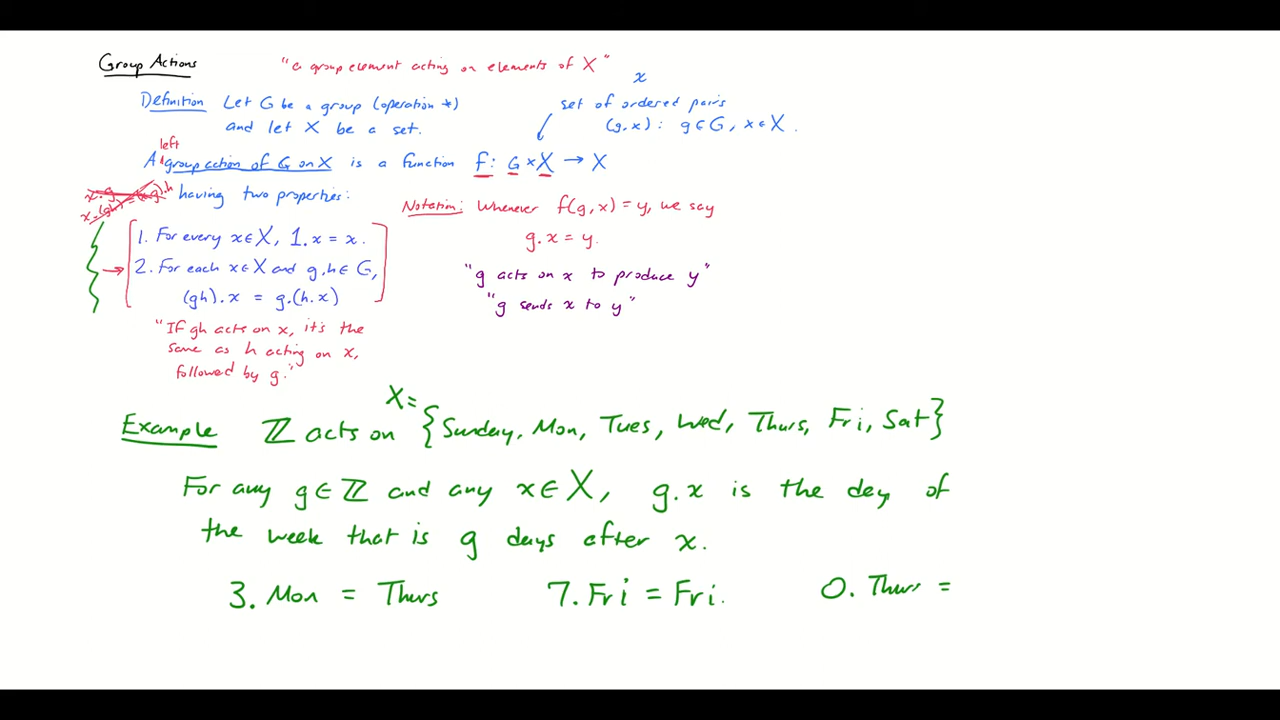 Group Actions
"a group element acting on elements of X"
x
Definition Let G be a group (operation *)
and let X be a set.
set of ordered pairs
(g,x) : g∈G, x∈X.
left
A group action of G on X is a function f: G × X → X
having two properties:
x.g
x.(gh) = (x.g).h
1. For every x∈X, 1.x = x.
2. For each x∈X and g,h∈G,
(gh).x = g.(h.x)
"If gh acts on x, it's the
same as h acting on x,
followed by g."
Notation: Whenever f(g,x) = y, we say
g.x = y.
"g acts on x to produce y"
"g sends x to y"
X=
Example ℤ acts on {Sunday, Mon, Tues, Wed, Thurs, Fri, Sat}
For any g∈ℤ and any x∈X, g.x is the day of
the week that is g days after x.
3. Mon = Thurs 7. Fri = Fri. 0. Thurs =